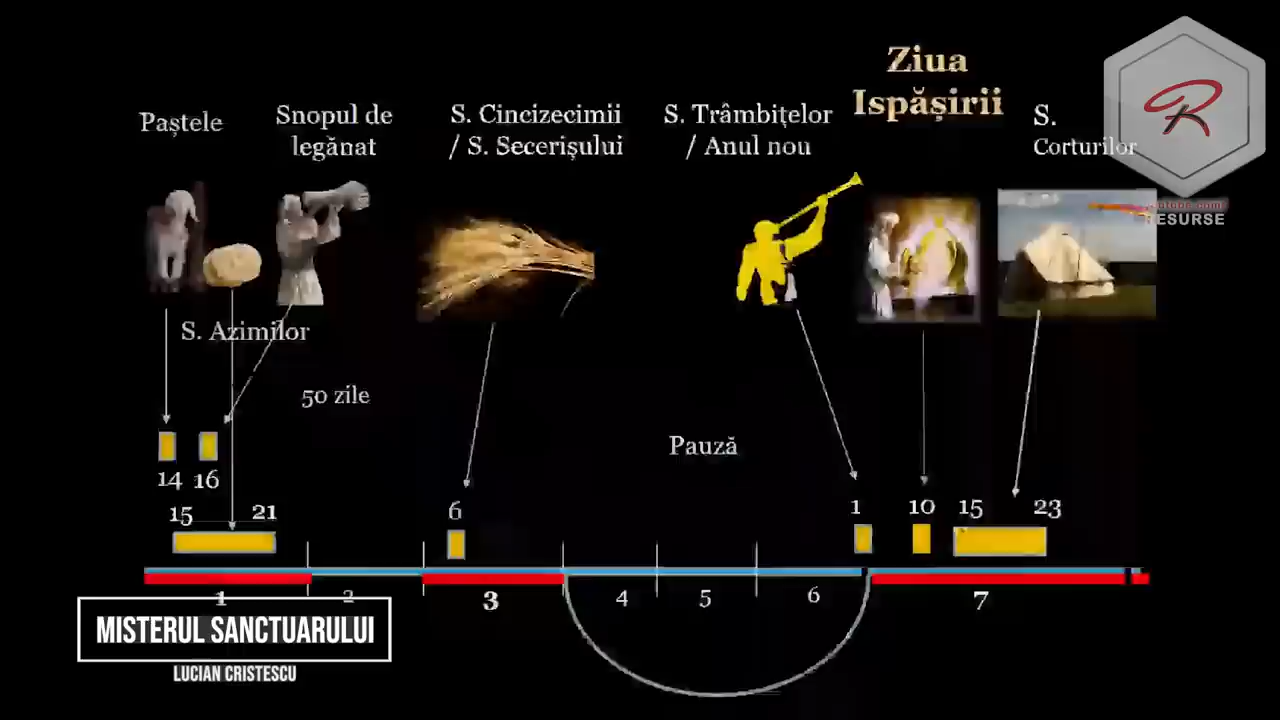 Ziua
Ispășirii
Paștele
Snopul de
legănat
S. Cincizecimii
/ S. Secerișului
S. Trâmbițelor
/ Anul nou
S.
Corturilor
R
RESURSE
S. Azimilor
50 zile
Pauză
14 16
15 21
6
1 10 15 23
1 2 3 4 5 6 7
MISTERUL SANCTUARULUI
LUCIAN CRISTESCU